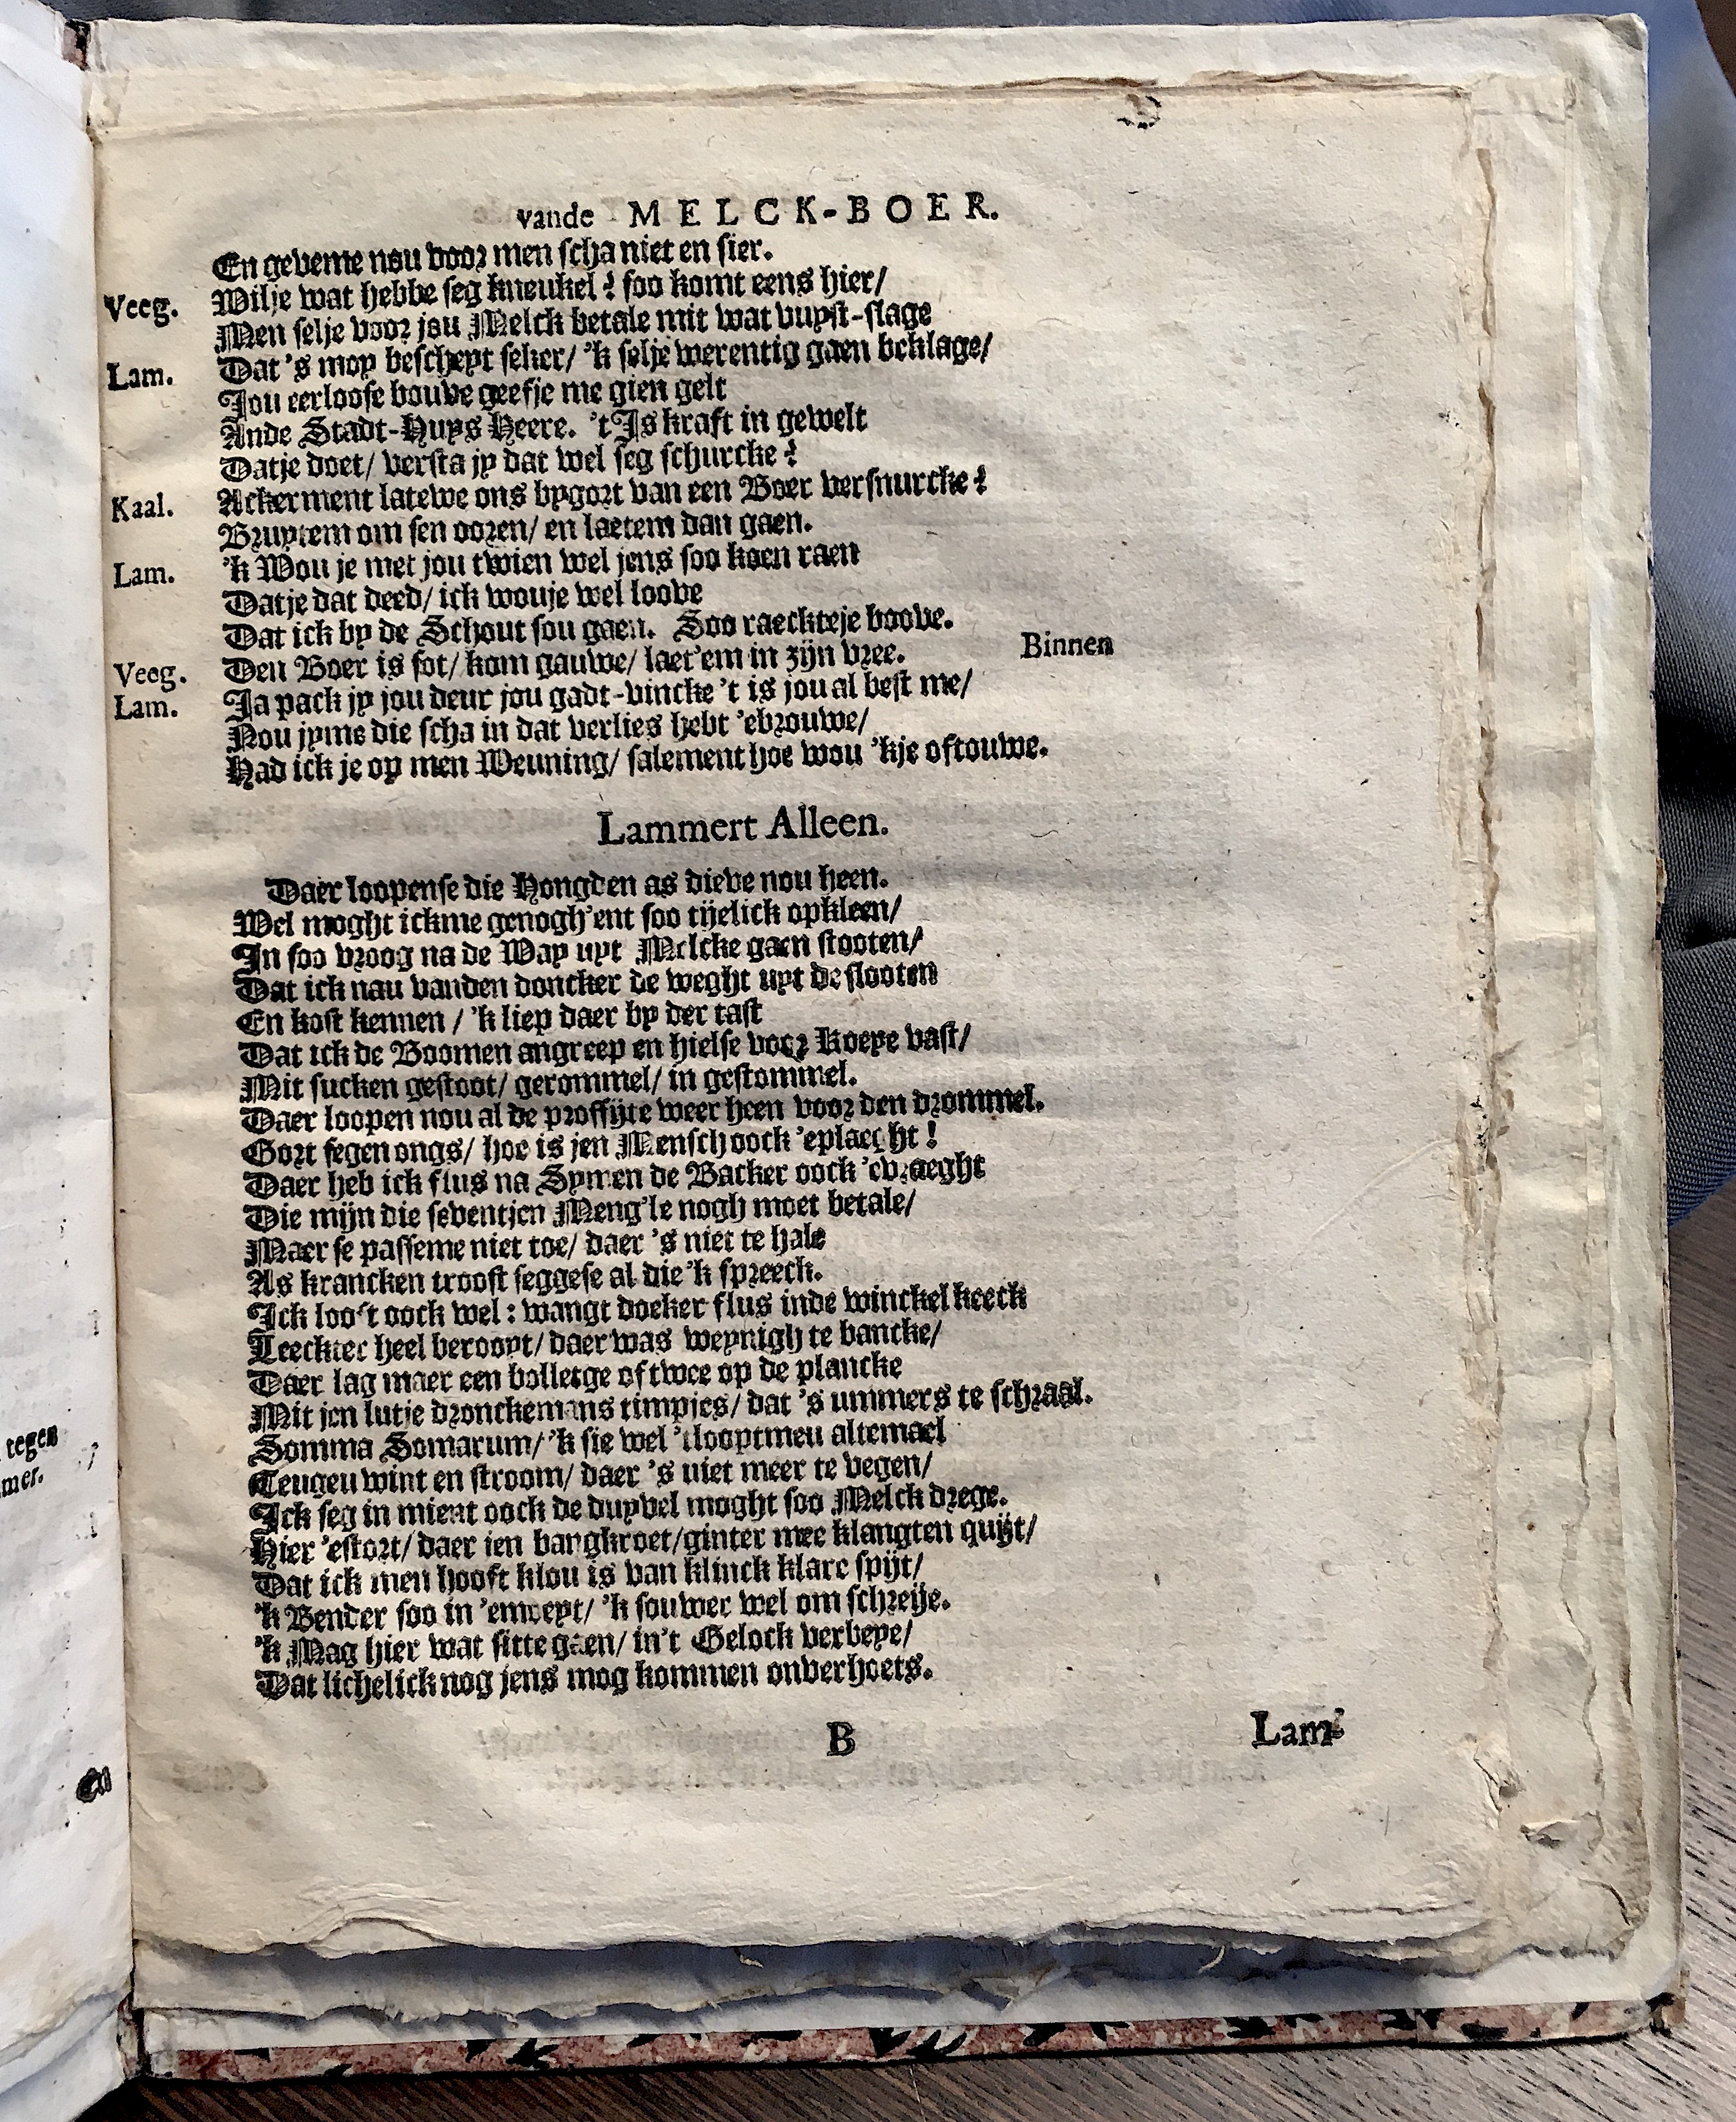 vande MELCK-BOER.
En geveme nou voor men scha niet en sier.
Veeg. Wilje wat hebbe seg kneukel? soo komt eens hier/
Men selje voor jou Melck betale mit wat vuyst-slage
Lam. Dat 's moy bescheyt seker/ 'k selje werentig gaen beklage/
Jou eerloose bouve geefje me gien gelt
Ande Stadt-Huys Heere. 't Is kraft in gewelt
Datje doet/ versta jy dat wel seg schurcke?
Kaal. Ackerment latewe ons bygort van een Boer versnurcke?
Bruytem om sen ooren/ en laetem dan gaen.
Lam. 'k Wou je met jou twien wel jens soo koen raen
Datje dat deed/ ick wouje wel loove
Dat ick by de Schout sou gaen. Soo raeckteje boove.
Veeg. Den Boer is sot/ kom gauwe/ laet'em in zijn vree. Binnen
Lam. Ja pack jy jou deur jou gadt-vincke 't is jou al best me/
Nou jyme die scha in dat verlies hebt 'ebrouwe/
Had ick je op men Weuning/ salement hoe wou 'kje oftouwe.
Lammert Alleen.
Daer loopense die Hongden as dieve nou heen.
Wel moght ickme genogh'ent soo tijelick opkleen/
In soo vroog na de Way uyt Melcke gaen stooten/
Dat ick nau vanden doncker de weght uyt de slooten
En kost kennen / 'k liep daer by der tast
Dat ick de Boomen angreep en hielse voor Koeye vast/
Mit sucken gestoot/ gerommel/ in gestommel.
Daer loopen nou al de proffijte weer heen voor den drommel.
Gort segen ongs/ hoe is jen Mensch oock 'eplaeght!
Daer heb ick flus na Symen de Backer oock 'evraeght
Die mijn die seventjen Meng'le nogh moet betale/
Maer se passeme niet toe/ daer 's niet te hale
As krancken troost seggese al die 'k spreeck.
Ick loo't oock wel: wangt doeker flus inde winckel keeck
Leeckter heel beroopt/ daer was weynigh te bancke/
Daer lag maer een bolletge of twee op de plancke
Mit jen lutje dronckemans timpjes/ dat 's ummers te schraal.
Somma Somarum/ 'k sie wel 'tlooptmeu altemael
Teugeu wint en stroom/ daer 's niet meer te vegen/
Ick seg in mient oock de duyvel moght soo Melck drege.
Hier 'estort/ daer ien bangkroet/ginter mee klangten quijt/
Dat ick men hooft klou is van klinck klare spijt/
'k Bender soo in 'emoeyt/ 'k souwer wel om schreije.
'k Mag hier wat sitte gaen/ in't Gelock verbeye/
Dat lichelick nog jens mog kommen onverhoets.
B
Lam-
tegen
mer.
en